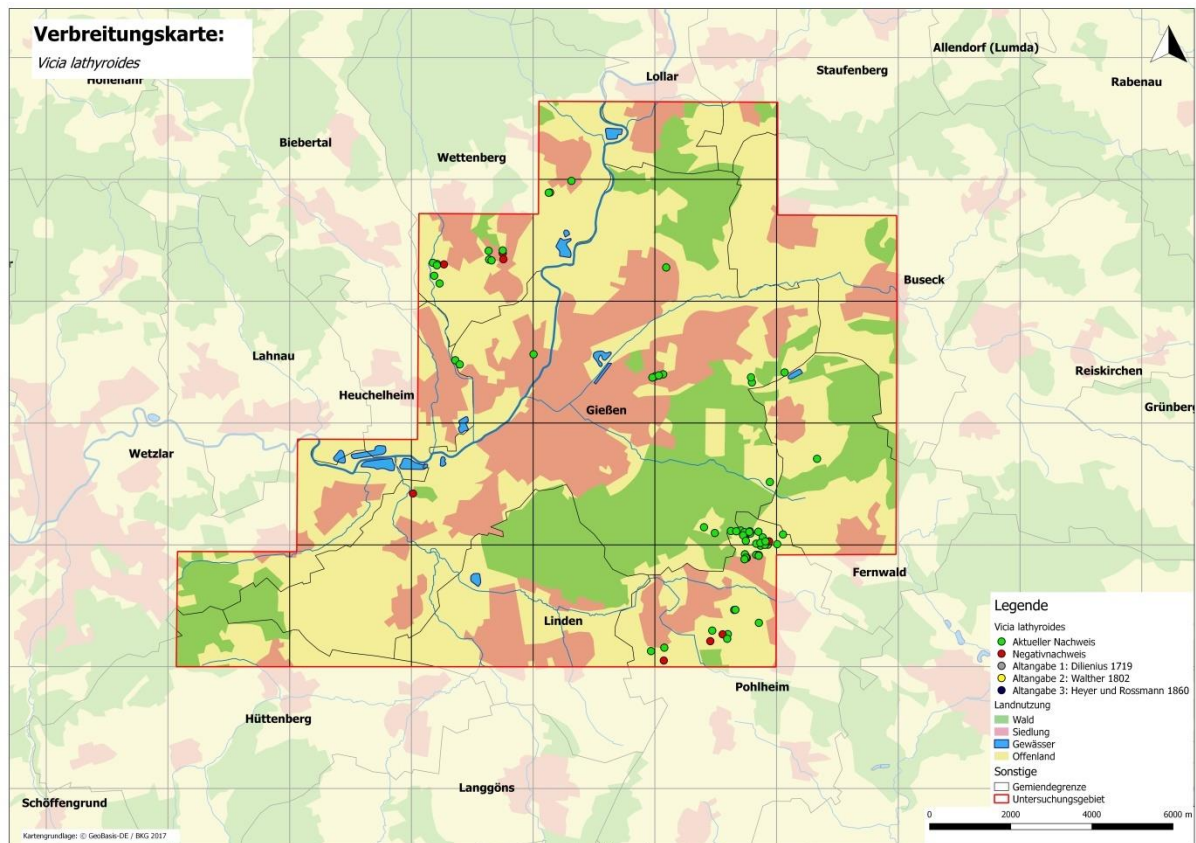 Verbreitungskarte:
Vicia lathyroides
Hohenahr
Allendorf (Lumda)
Lollar
Staufenberg
Rabenau
Biebertal
Wettenberg
Buseck
Lahnau
Heuchelheim
Reiskirchen
Gießen
Grünberg
Wetzlar
Fernwald
Linden
Pohlheim
Hüttenberg
Langgöns
Schöffengrund
Legende
Vicia lathyroides
Aktueller Nachweis
Negativnachweis
Altangabe 1: Dilienius 1719
Altangabe 2: Walther 1802
Altangabe 3: Heyer und Rossmann 1860
Landnutzung
Wald
Siedlung
Gewässer
Offenland
Sonstige
Gemiendegrenze
Untersuchungsgebiet
0 2000 4000 6000 m
Kartengrundlage: © GeoBasis-DE / BKG 2017